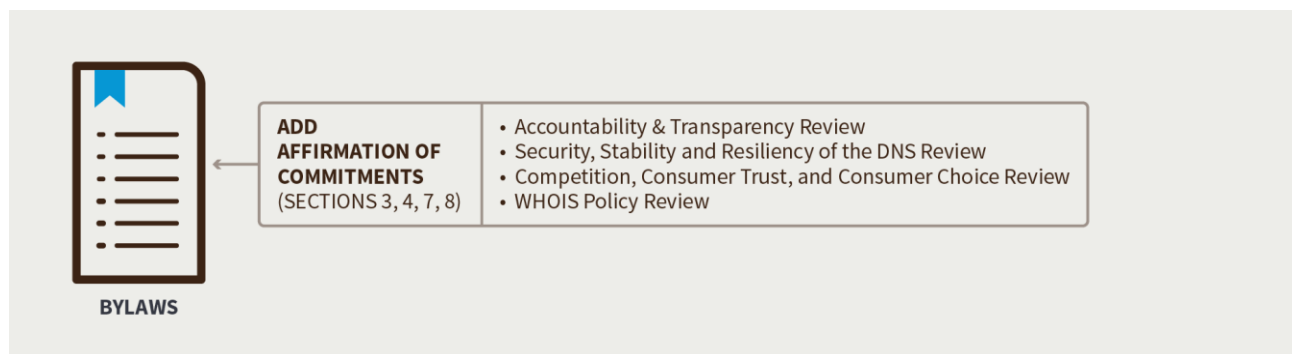 ADD
AFFIRMATION OF
COMMITMENTS
(SECTIONS 3, 4, 7, 8)
• Accountability & Transparency Review
• Security, Stability and Resiliency of the DNS Review
• Competition, Consumer Trust, and Consumer Choice Review
• WHOIS Policy Review
BYLAWS